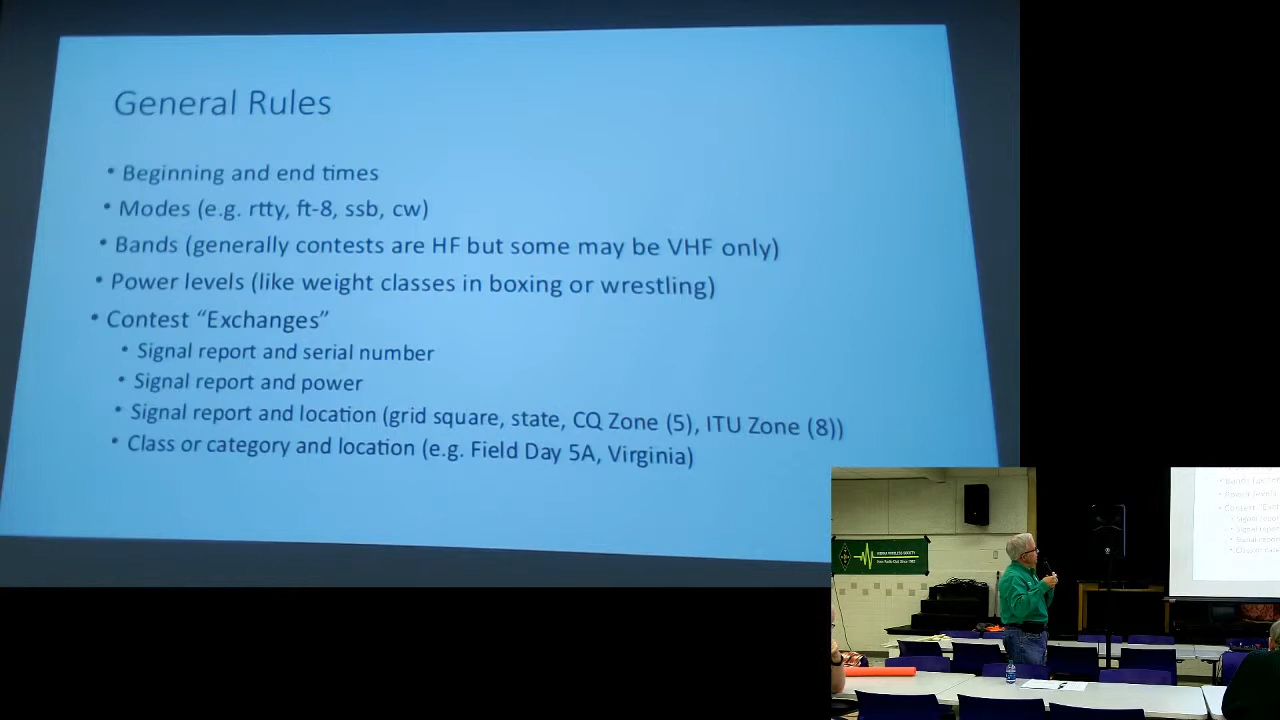 General Rules
• Beginning and end times
• Modes (e.g. rtty, ft-8, ssb, cw)
• Bands (generally contests are HF but some may be VHF only)
• Power levels (like weight classes in boxing or wrestling)
• Contest “Exchanges”
• Signal report and serial number
• Signal report and power
• Signal report and location (grid square, state, CQ Zone (5), ITU Zone (8))
• Class or category and location (e.g. Field Day 5A, Virginia)
WIRELESS SOCIETY